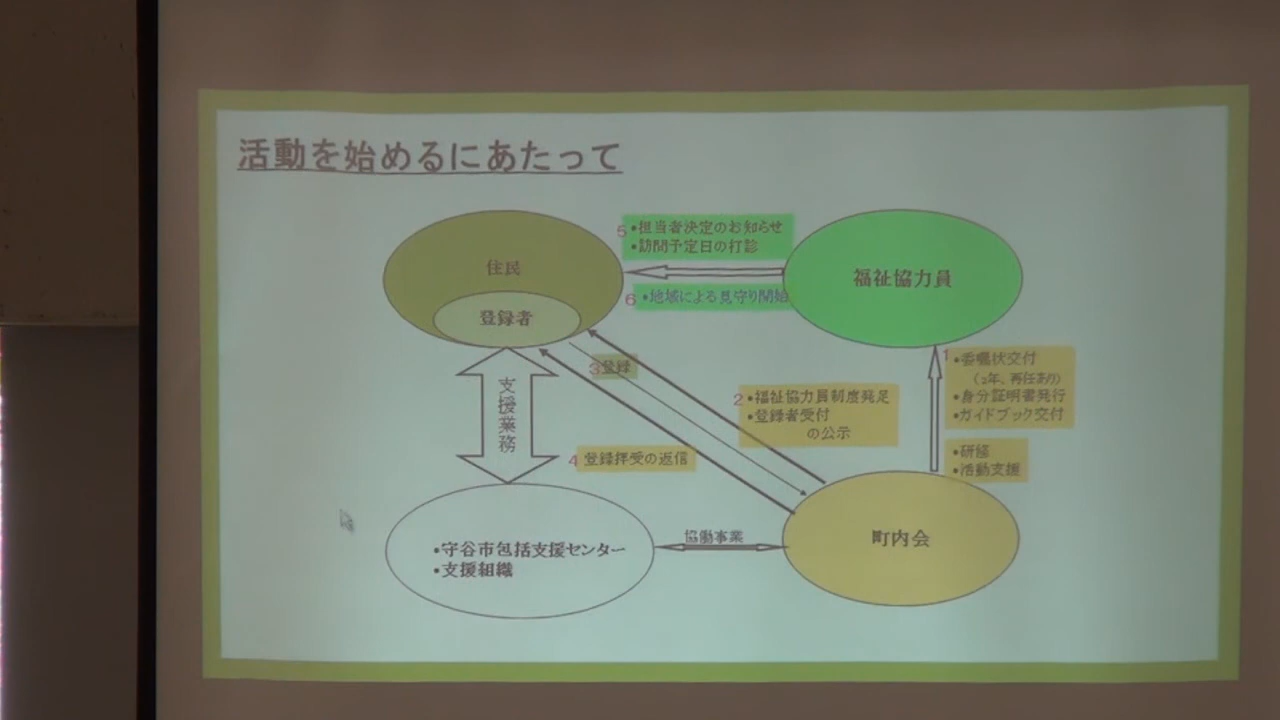 活動を始めるにあたって
住民
登録者
5
・担当者決定のお知らせ
・訪問予定日の打診
6 ・地域による見守り開始
福祉協力員
1
・委嘱状交付
(2年、再任あり)
・身分証明書発行
・ガイドブック交付
・研修
・活動支援
2 ・福祉協力員制度発足
・登録者受付
の公示
3 登録
4 登録拝受の返信
支援業務
・守谷市包括支援センター
・支援組織
協働事業
町内会